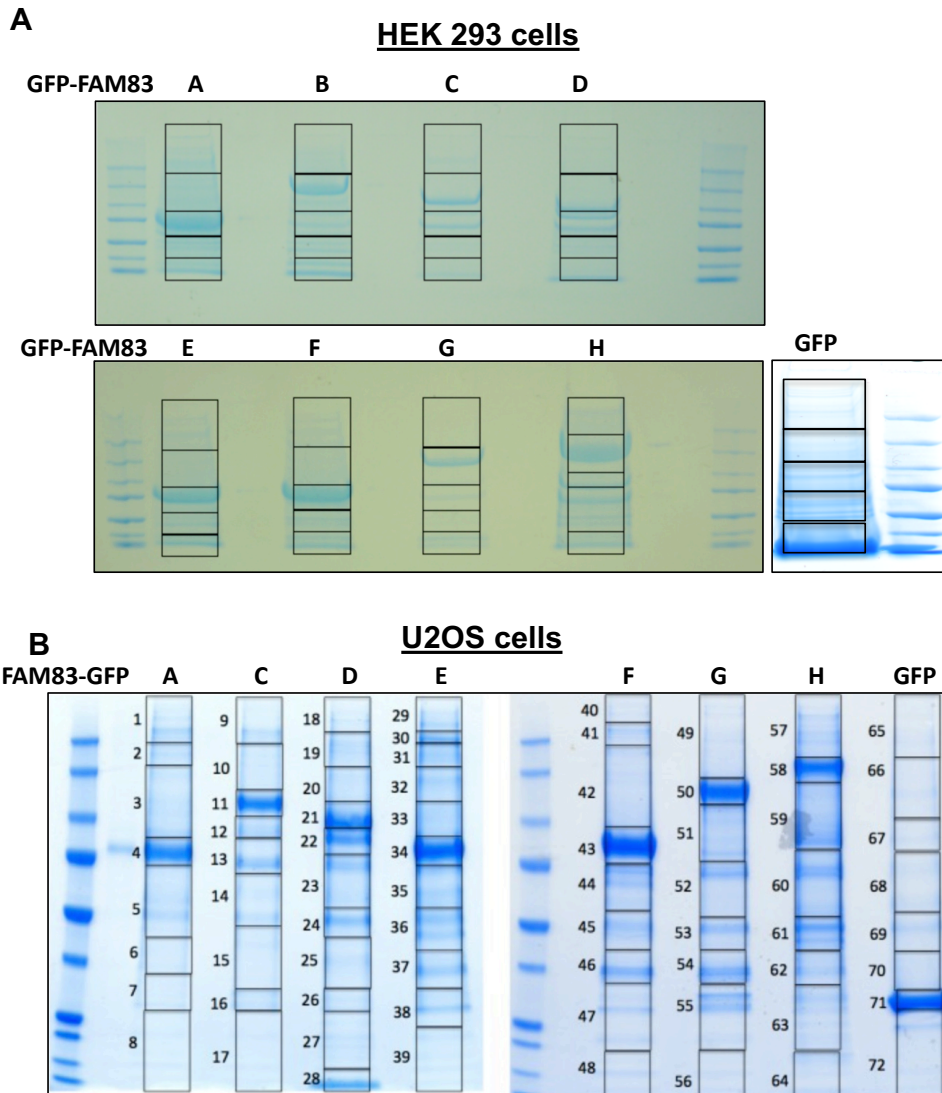 A
HEK 293 cells
GFP-FAM83 A B C D
GFP-FAM83 E F G H GFP
B
U2OS cells
FAM83-GFP A C D E F G H GFP
1 9 18 29 40 49 57 65
2 10 19 30 41 50 58 66
3 11 20 31 42 51 59 67
4 12 21 32 43 52 60 68
5 13 22 33 44 53 61 69
6 14 23 34 45 54 62 70
7 15 24 35 46 55 63 71
8 16 25 36 47 56 64 72
17 26 37 48
27 38
28 39